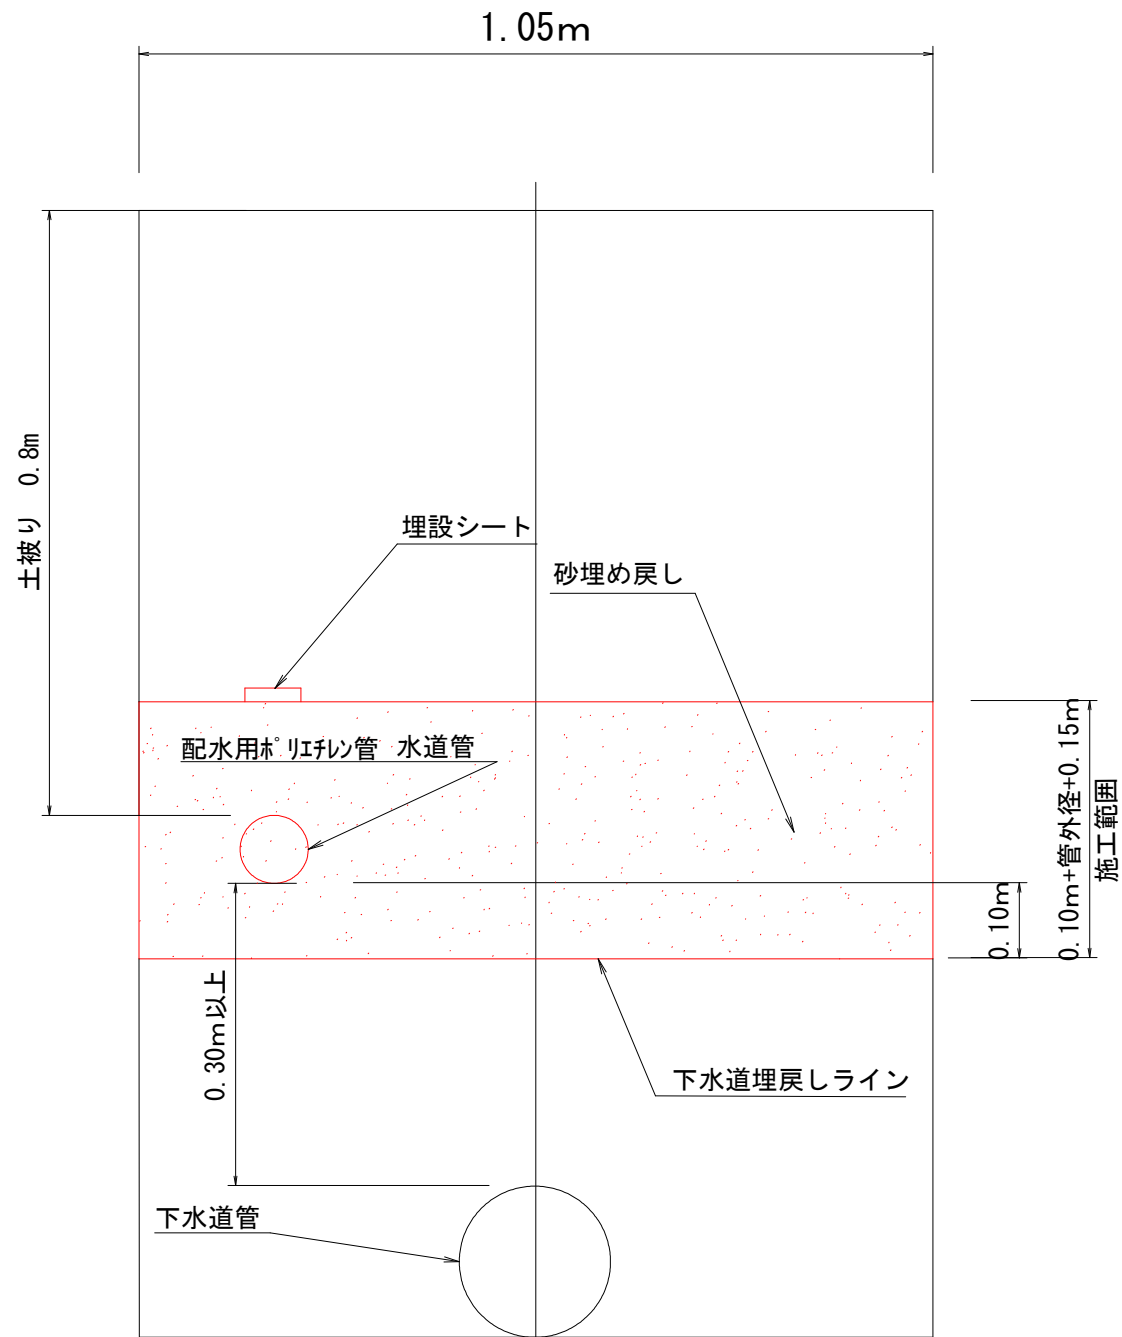 1.05m
土被り 0.8m
埋設シート
砂埋め戻し
配水用ﾎﾟﾘｴﾁﾚﾝ管 水道管
0.10m+管外径+0.15m
施工範囲
0.10m
0.30m以上
下水道埋戻しライン
下水道管